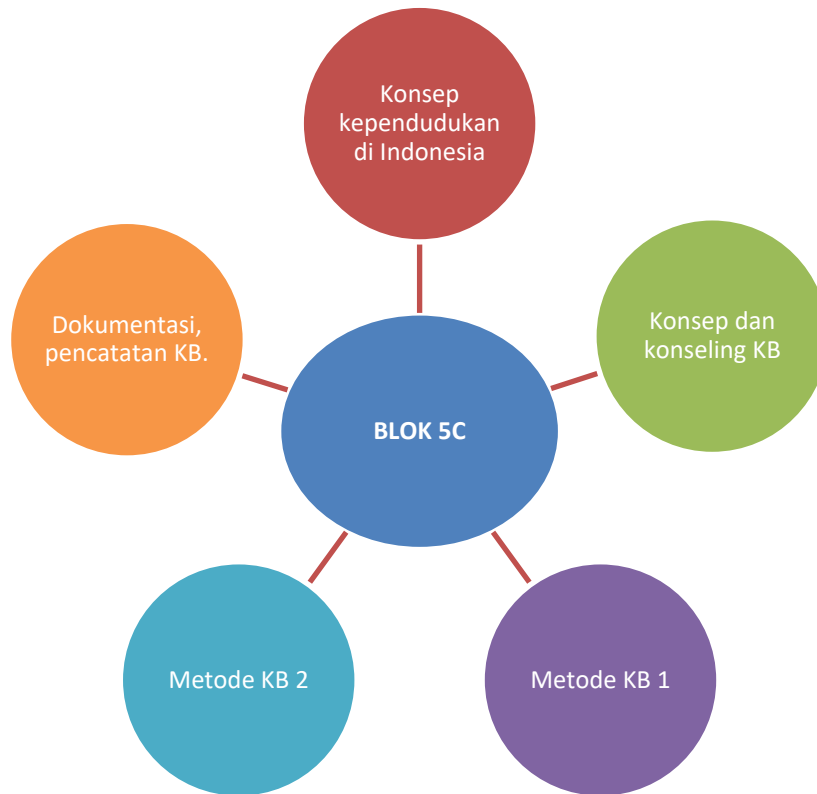 Konsep
kependudukan
di Indonesia
Dokumentasi,
pencatatan KB.
Konsep dan
konseling KB
BLOK 5C
Metode KB 2
Metode KB 1